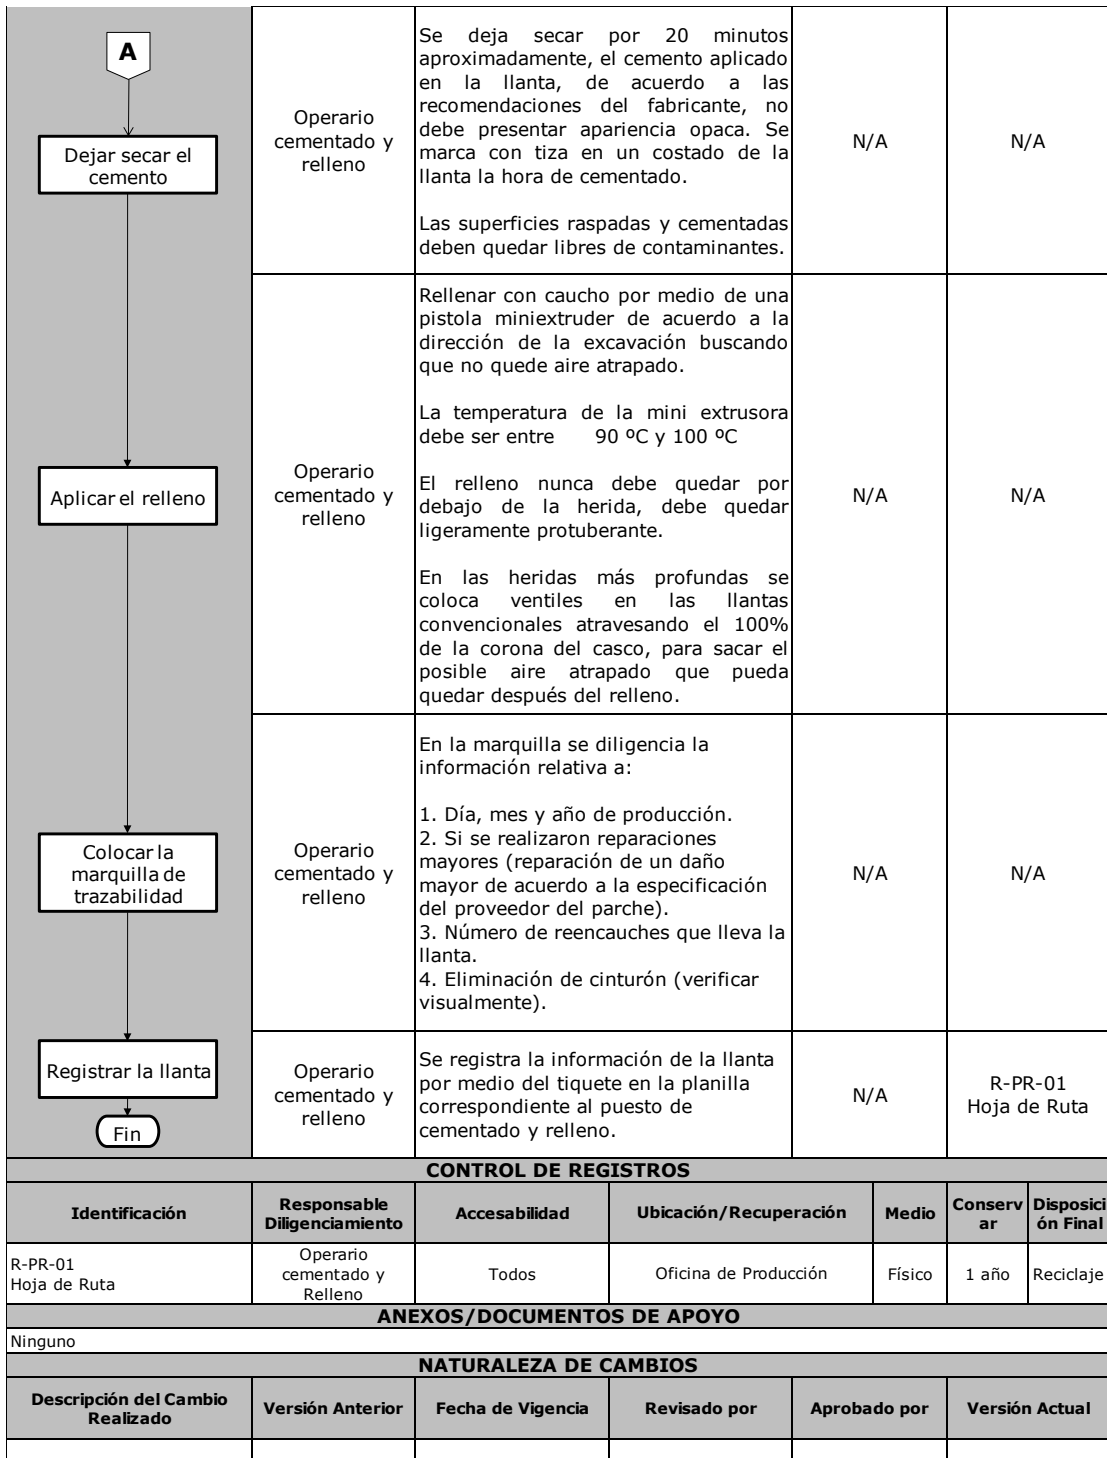 A
Dejar secar el
cemento
Operario
cementado y
relleno
Se deja secar por 20 minutos
aproximadamente, el cemento aplicado
en la llanta, de acuerdo a las
recomendaciones del fabricante, no
debe presentar apariencia opaca. Se
marca con tiza en un costado de la
llanta la hora de cementado.
Las superficies raspadas y cementadas
deben quedar libres de contaminantes.
N/A
N/A
Aplicar el relleno
Operario
cementado y
relleno
Rellenar con caucho por medio de una
pistola miniextruder de acuerdo a la
dirección de la excavación buscando
que no quede aire atrapado.
La temperatura de la mini extrusora
debe ser entre 90 ºC y 100 ºC
El relleno nunca debe quedar por
debajo de la herida, debe quedar
ligeramente protuberante.
En las heridas más profundas se
coloca ventiles en las llantas
convencionales atravesando el 100%
de la corona del casco, para sacar el
posible aire atrapado que pueda
quedar después del relleno.
N/A
N/A
Colocar la
marquilla de
trazabilidad
Operario
cementado y
relleno
En la marquilla se diligencia la
información relativa a:
1. Día, mes y año de producción.
2. Si se realizaron reparaciones
mayores (reparación de un daño
mayor de acuerdo a la especificación
del proveedor del parche).
3. Número de reencauches que lleva la
llanta.
4. Eliminación de cinturón (verificar
visualmente).
N/A
N/A
Registrar la llanta
Fin
Operario
cementado y
relleno
Se registra la información de la llanta
por medio del tiquete en la planilla
correspondiente al puesto de
cementado y relleno.
N/A
R-PR-01
Hoja de Ruta
CONTROL DE REGISTROS
Identificación
Responsable
Diligenciamiento
Accesabilidad
Ubicación/Recuperación
Medio
Conserv
ar
Disposici
ón Final
R-PR-01
Hoja de Ruta
Operario
cementado y
Relleno
Todos
Oficina de Producción
Físico
1 año
Reciclaje
ANEXOS/DOCUMENTOS DE APOYO
Ninguno
NATURALEZA DE CAMBIOS
Descripción del Cambio
Realizado
Versión Anterior
Fecha de Vigencia
Revisado por
Aprobado por
Versión Actual